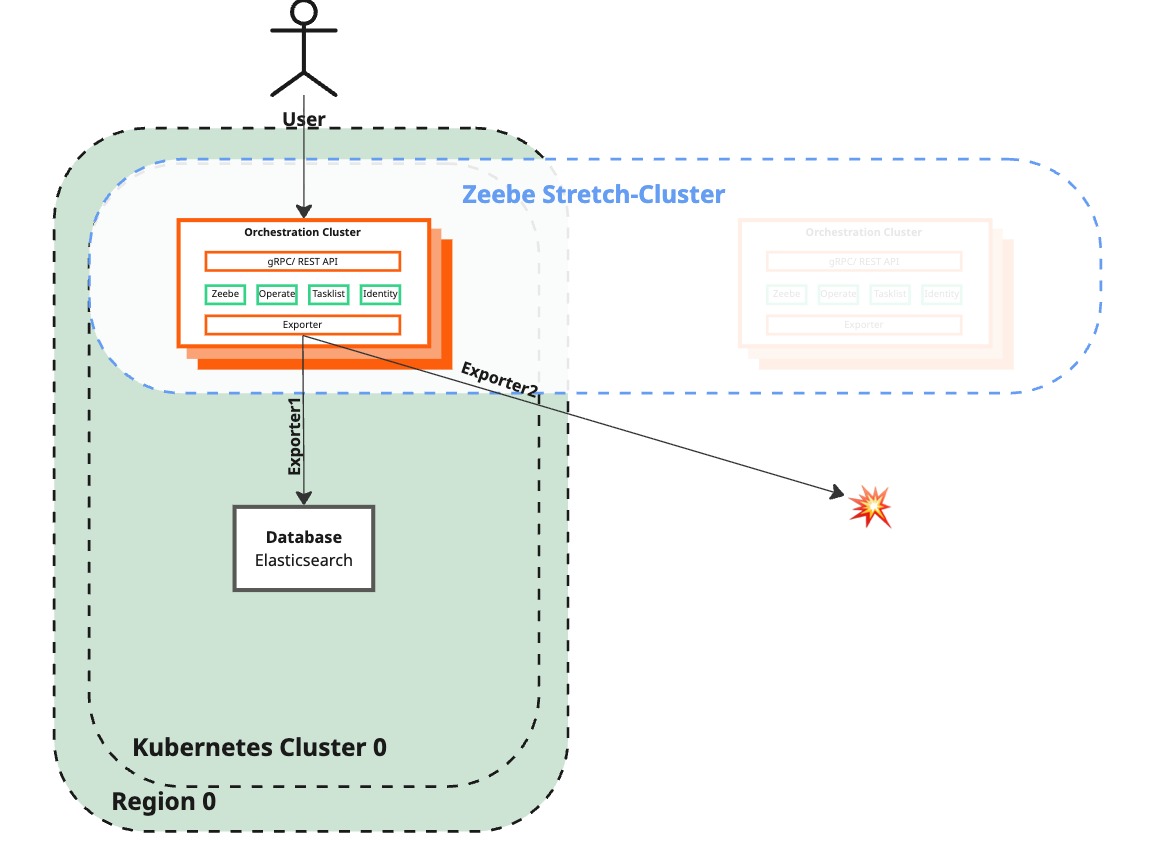 User
Zeebe Stretch-Cluster
Orchestration Cluster
gRPC/ REST API
Zeebe Operate Tasklist Identity
Exporter
Orchestration Cluster
gRPC/ REST API
Zeebe Operate Tasklist Identity
Exporter
Exporter2
Exporter1
Database
Elasticsearch
Kubernetes Cluster 0
Region 0